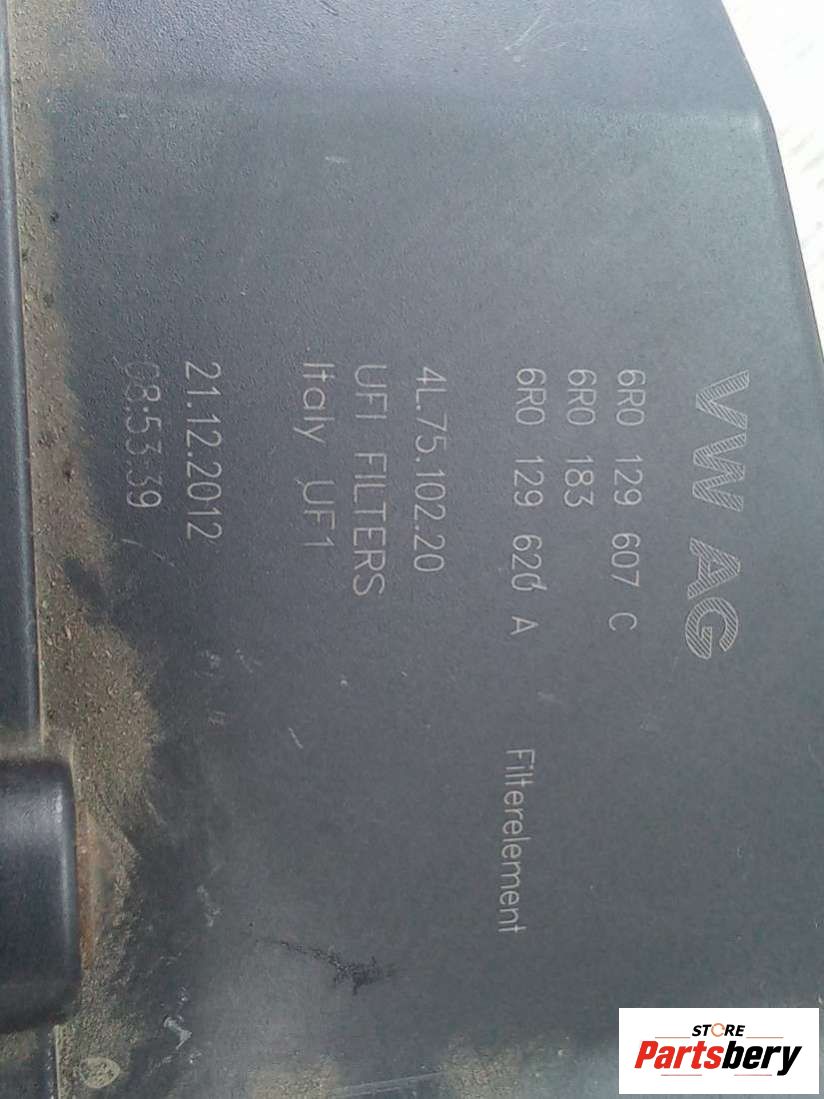 VW AG
6R0 129 607 C
6R0 183
6R0 129 620 A Filterelement
4L.75.102.20
UFI FILTERS
Italy UF1
21.12.2012
08:53:39
STORE
Partsbery